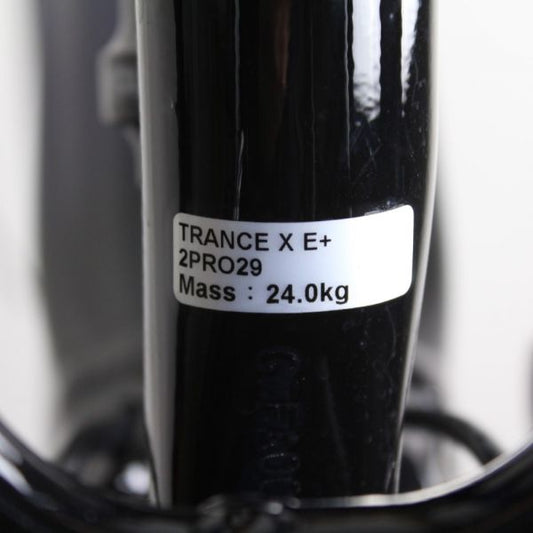 TRANCE X E+
2PRO29
Mass : 24.0kg